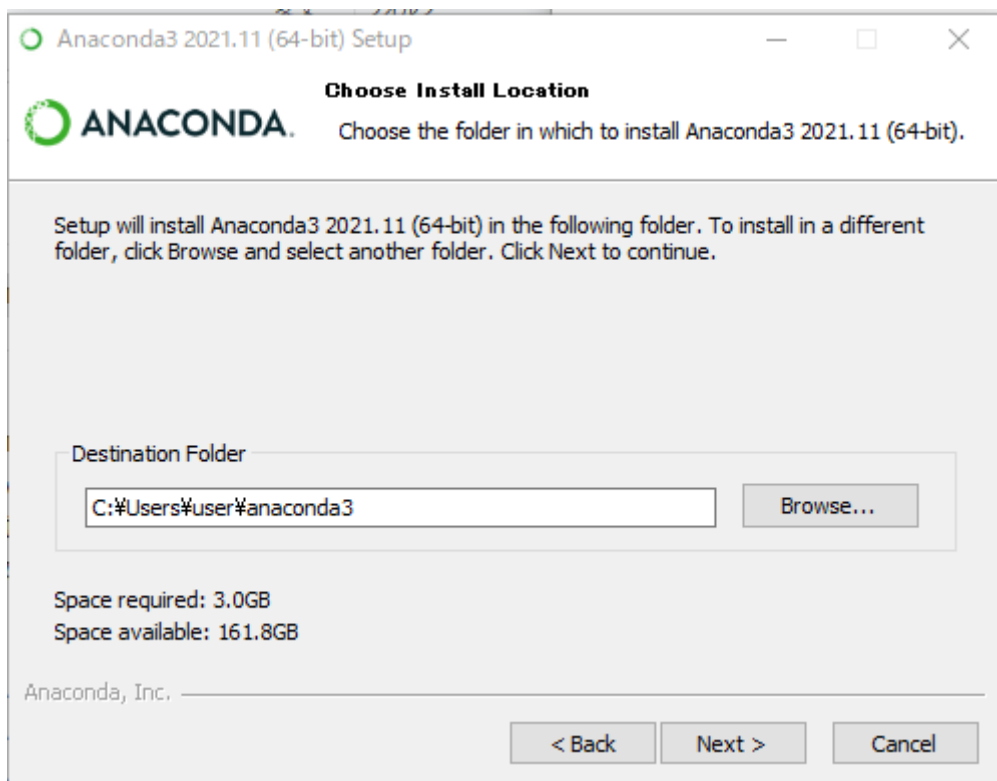 Anaconda3 2021.11 (64-bit) Setup
ANACONDA.
Choose Install Location
Choose the folder in which to install Anaconda3 2021.11 (64-bit).
Setup will install Anaconda3 2021.11 (64-bit) in the following folder. To install in a different
folder, click Browse and select another folder. Click Next to continue.
Destination Folder
C:¥Users¥user¥anaconda3
Browse...
Space required: 3.0GB
Space available: 161.8GB
Anaconda, Inc.
< Back
Next >
Cancel